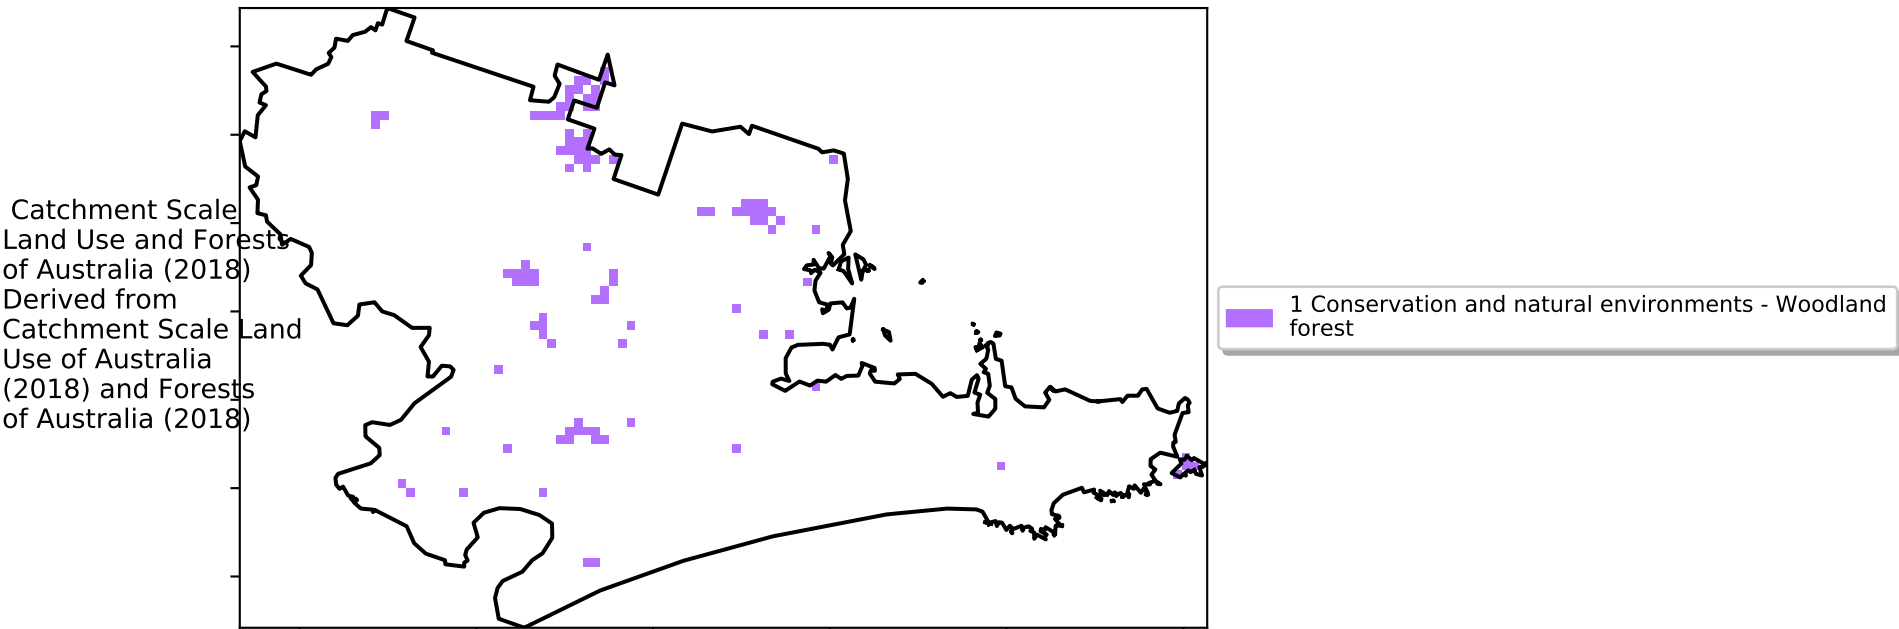 Catchment Scale
Land Use and Forests
of Australia (2018)
Derived from
Catchment Scale Land
Use of Australia
(2018) and Forests
of Australia (2018)
1 Conservation and natural environments - Woodland
forest